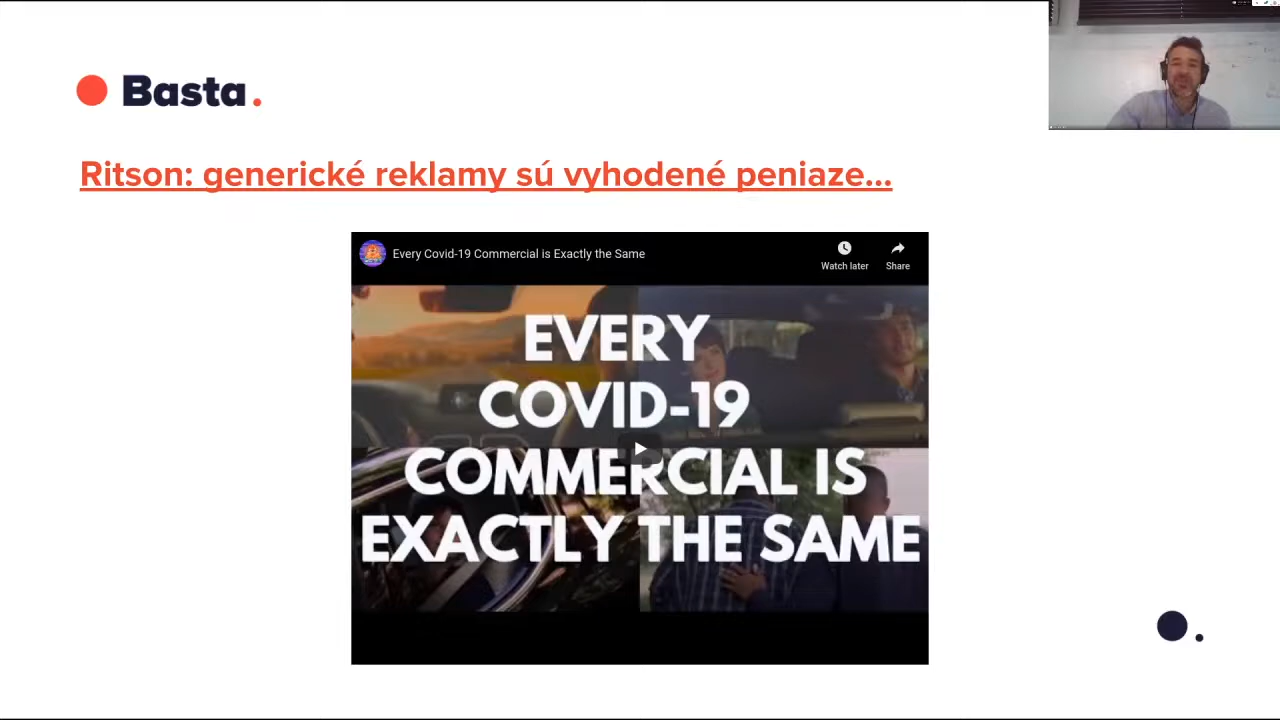 Basta.
Ritson: generické reklamy sú vyhodené peniaze...
Every Covid-19 Commercial is Exactly the Same
Watch later
Share
EVERY
COVID-19
COMMERCIAL IS
EXACTLY THE SAME